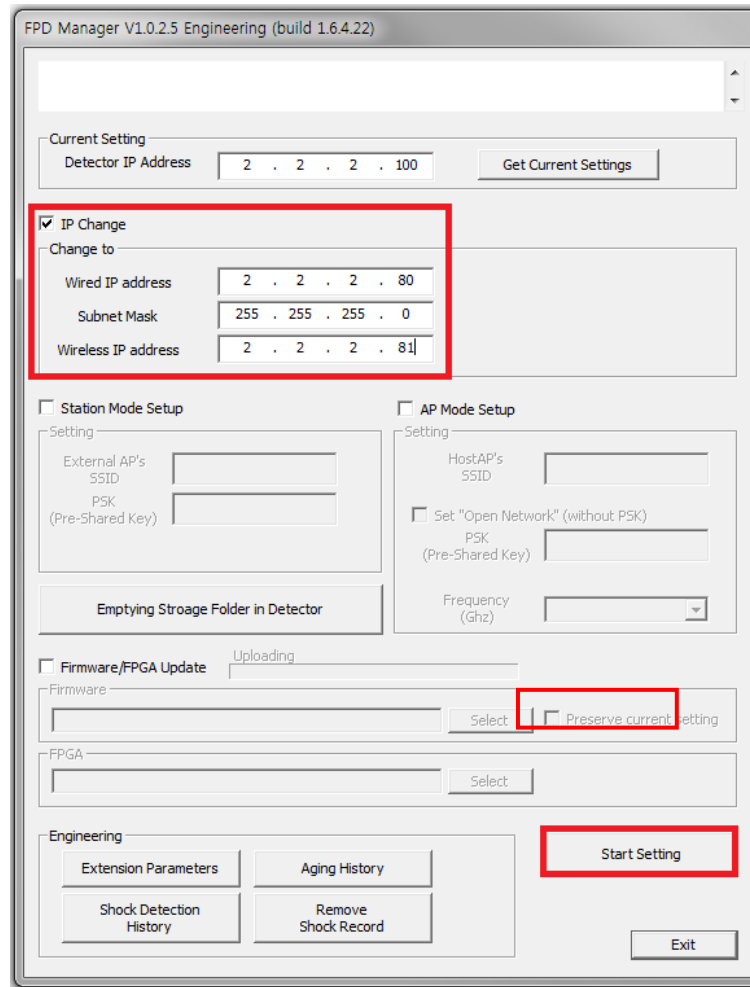 FPD Manager V1.0.2.5 Engineering (build 1.6.4.22)
Current Setting
Detector IP Address 2 . 2 . 2 . 100 Get Current Settings
IP Change
Change to
Wired IP address 2 . 2 . 2 . 80
Subnet Mask 255 . 255 . 255 . 0
Wireless IP address 2 . 2 . 2 . 81
Station Mode Setup
Setting
External AP's
SSID
PSK
(Pre-Shared Key)
Emptying Stroage Folder in Detector
AP Mode Setup
Setting
HostAP's
SSID
Set "Open Network" (without PSK)
PSK
(Pre-Shared Key)
Frequency
(Ghz)
Firmware/FPGA Update
Uploading
Firmware
Select Preserve current setting
FPGA
Select
Engineering
Extension Parameters Aging History
Shock Detection
History
Remove
Shock Record
Start Setting
Exit